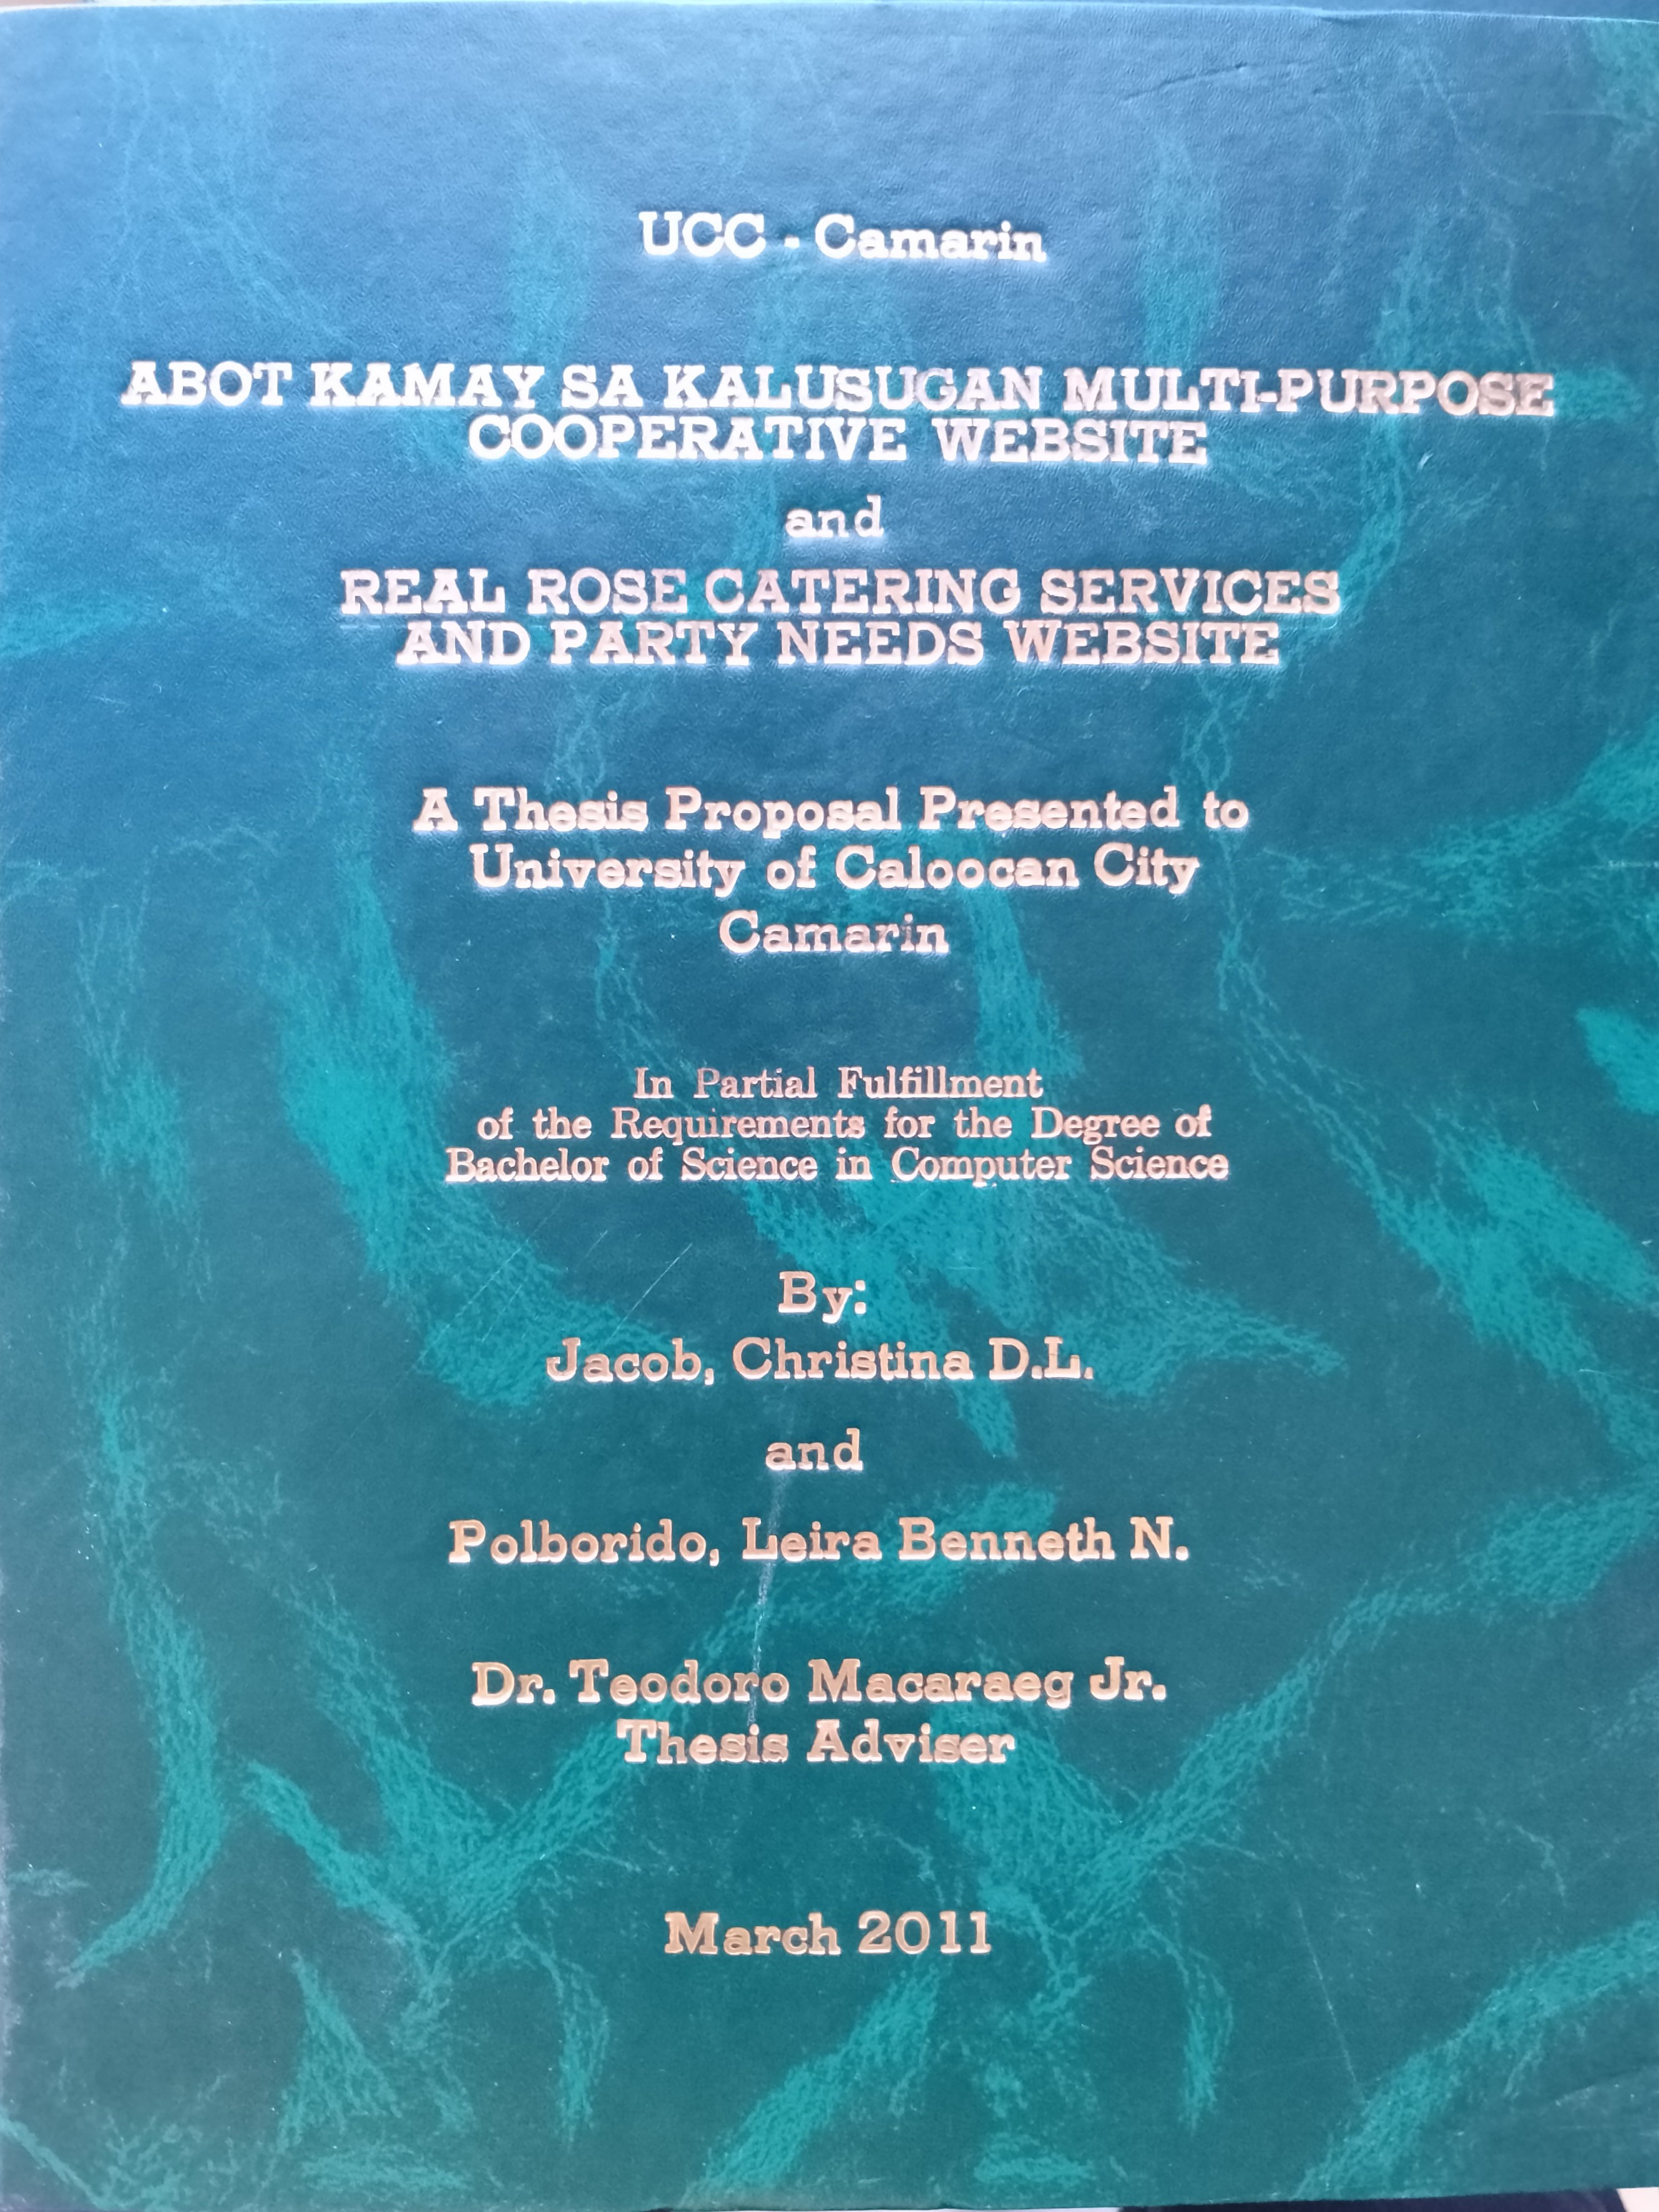 UCC - Camarin
ABOT KAMAY SA KALUSUGAN MULTI-PURPOSE
COOPERATIVE WEBSITE
and
REAL ROSE CATERING SERVICES
AND PARTY NEEDS WEBSITE
A Thesis Proposal Presented to
University of Caloocan City
Camarin
In Partial Fulfillment
of the Requirements for the Degree of
Bachelor of Science in Computer Science
By:
Jacob, Christina D.L.
and
Polborido, Leira Benneth N.
Dr. Teodoro Macaraeg Jr.
Thesis Adviser
March 2011